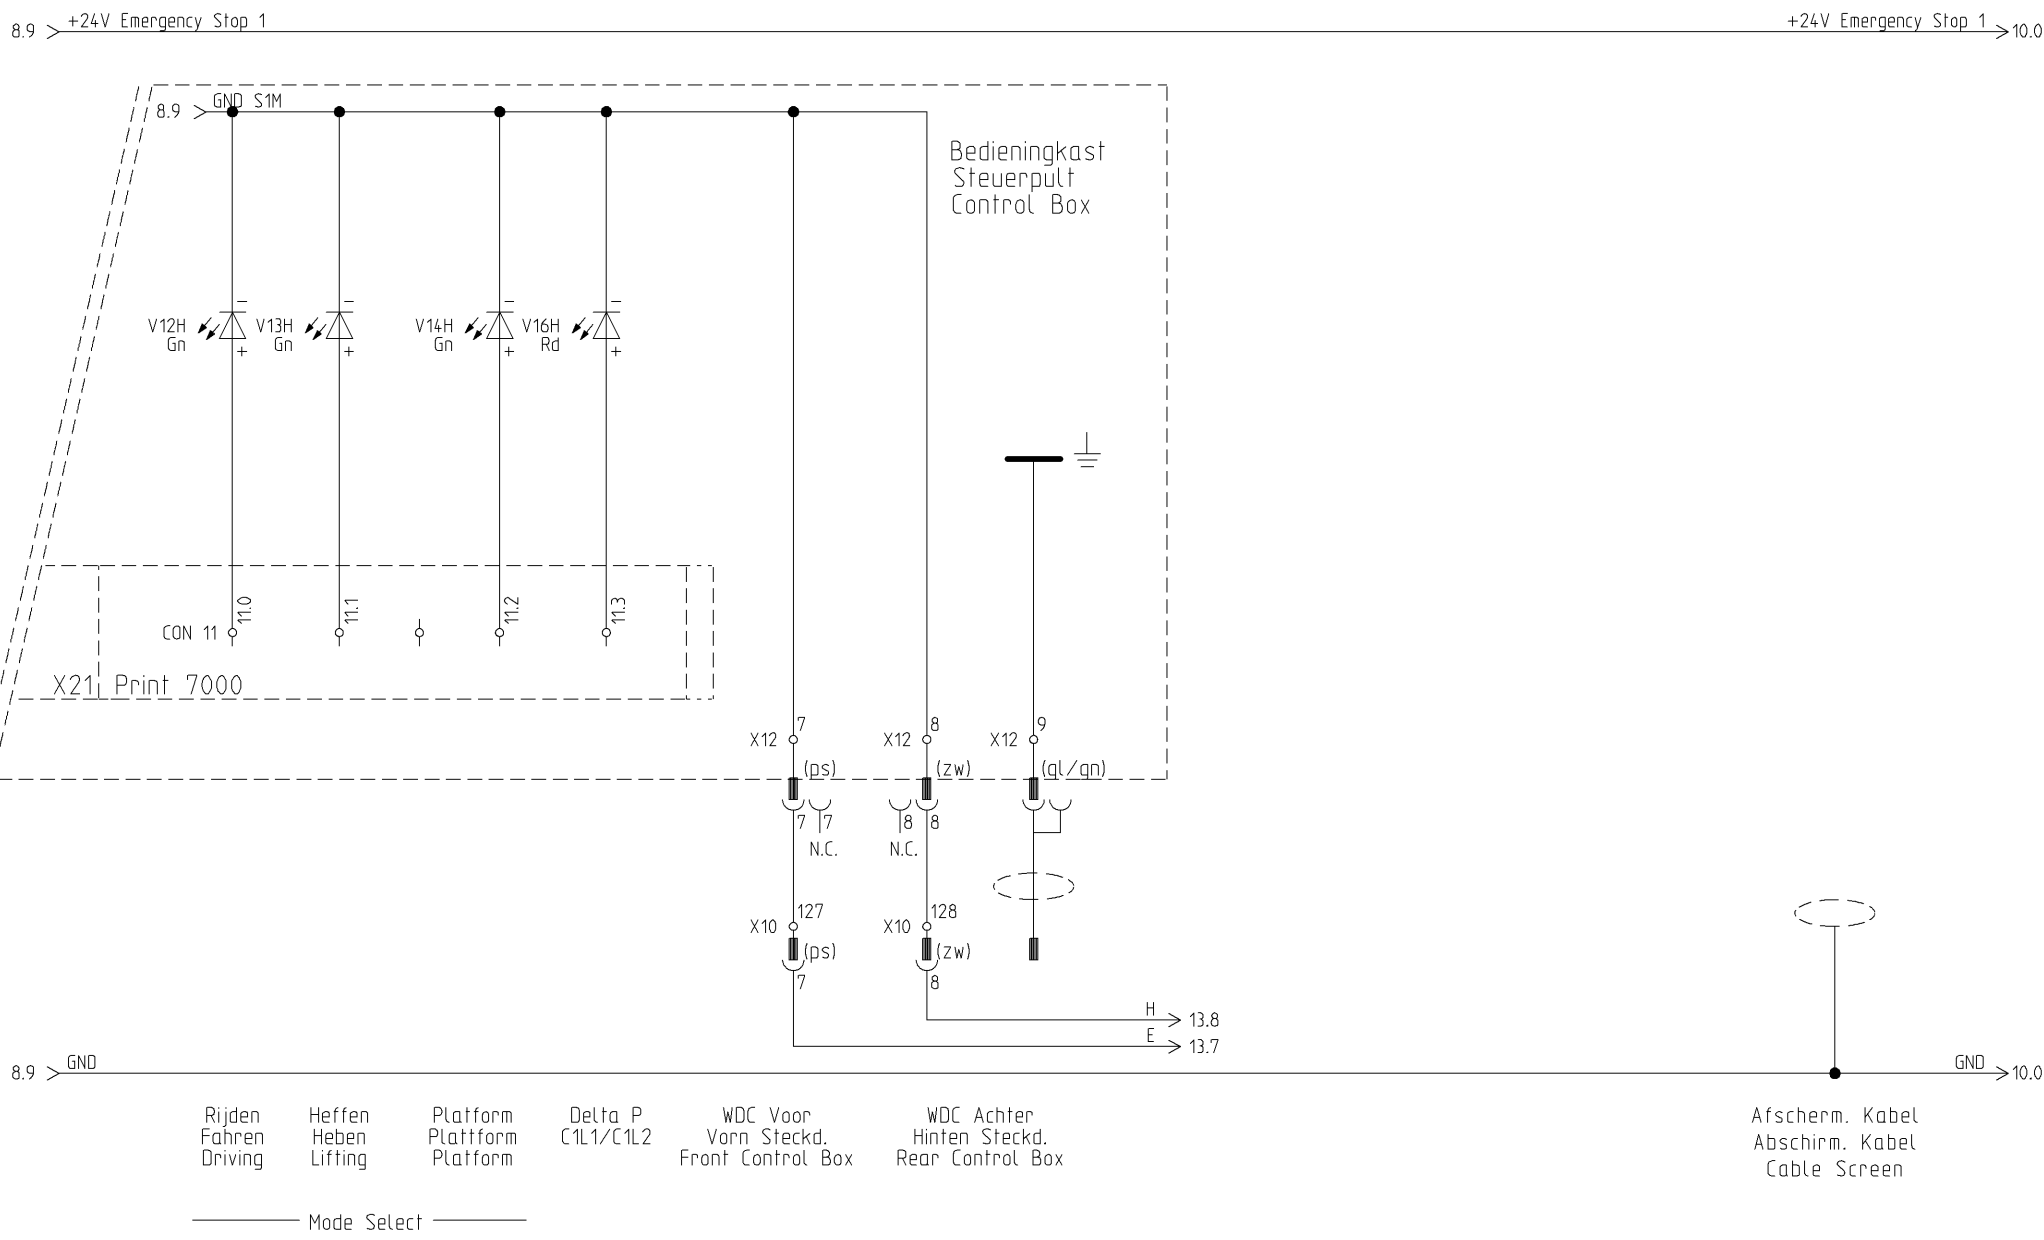 +24V Emergency Stop 1
+24V Emergency Stop 1
8.9
10.0
GND S1M
8.9
Bedieningkast
Steuerpult
Control Box
V12H
Gn
V13H
Gn
V14H
Gn
V16H
Rd
− − − −
+ + + +
11.0
11.1
11.2
11.3
CON 11
X21
Print 7000
7
8
9
X12
X12
X12
(ps)
(zw)
(gl/gn)
7
7
8
8
N.C.
N.C.
127
128
X10
X10
(ps)
(zw)
7
8
H
13.8
E
13.7
GND
GND
8.9
10.0
Rijden
Fahren
Driving
Heffen
Heben
Lifting
Platform
Plattform
Platform
Delta P
C1L1/C1L2
WDC Voor
Vorn Steckd.
Front Control Box
WDC Achter
Hinten Steckd.
Rear Control Box
Afscherm. Kabel
Abschirm. Kabel
Cable Screen
Mode Select